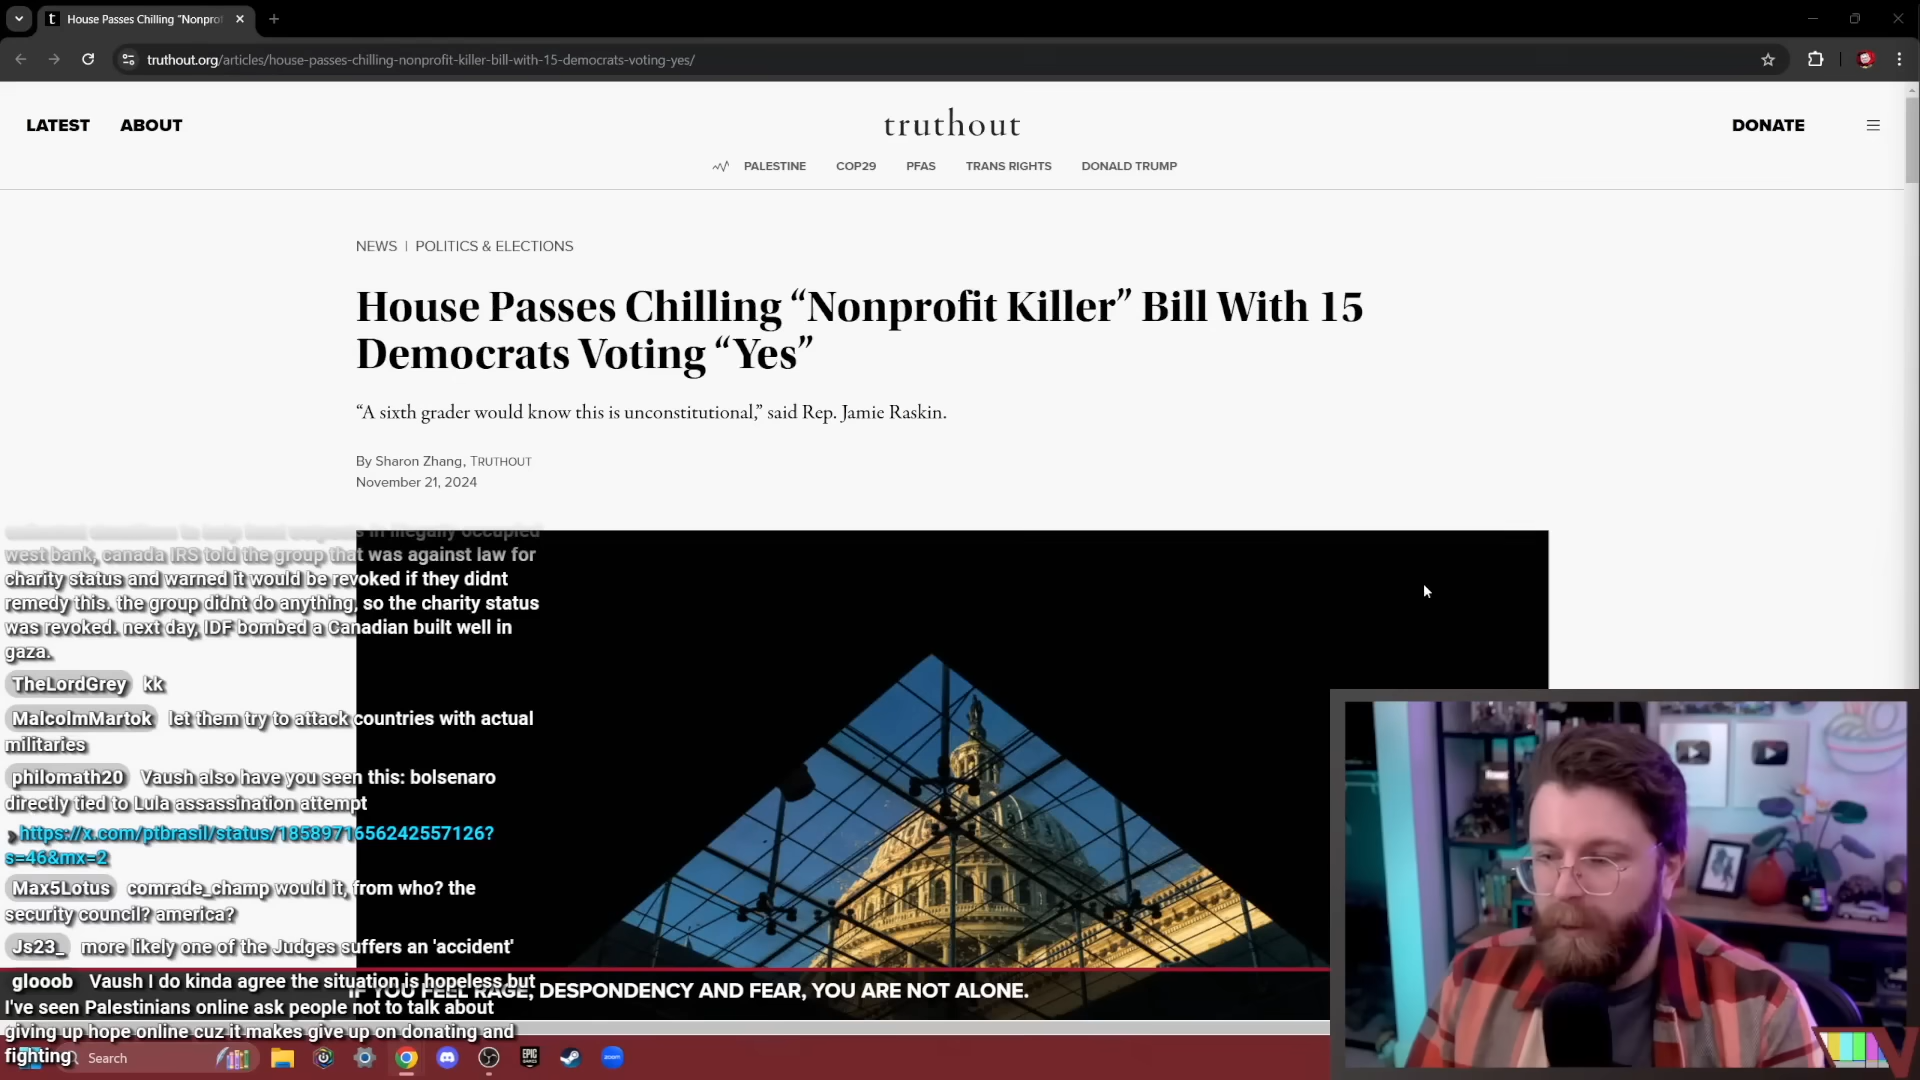 House Passes Chilling “Nonprof
truthout.org/articles/house-passes-chilling-nonprofit-killer-bill-with-15-democrats-voting-yes/
LATEST
ABOUT
truthout
DONATE
PALESTINE
COP29
PFAS
TRANS RIGHTS
DONALD TRUMP
NEWS | POLITICS & ELECTIONS
House Passes Chilling “Nonprofit Killer” Bill With 15
Democrats Voting “Yes”
“A sixth grader would know this is unconstitutional,” said Rep. Jamie Raskin.
By Sharon Zhang, TRUTHOUT
November 21, 2024
in illegally occupied
west bank, canada IRS told the group that was against law for
charity status and warned it would be revoked if they didnt
remedy this. the group didnt do anything, so the charity status
was revoked. next day, IDF bombed a Canadian built well in
gaza.
TheLordGrey kk
MalcolmMartok let them try to attack countries with actual
militaries
philomath20 Vaush also have you seen this: bolsenaro
directly tied to Lula assassination attempt
https://x.com/ptbrasil/status/1858971656242557126?
s=46&mx=2
Max5Lotus comrade_champ would it, from who? the
security council? america?
Js23_ more likely one of the Judges suffers an 'accident'
glooob Vaush I do kinda agree the situation is hopeless but
I've seen Palestinians online ask people not to talk about
giving up hope online cuz it makes give up on donating and
fighting
IF YOU FEEL RAGE, DESPONDENCY AND FEAR, YOU ARE NOT ALONE.
Search
EPIC
GAMES
zoom